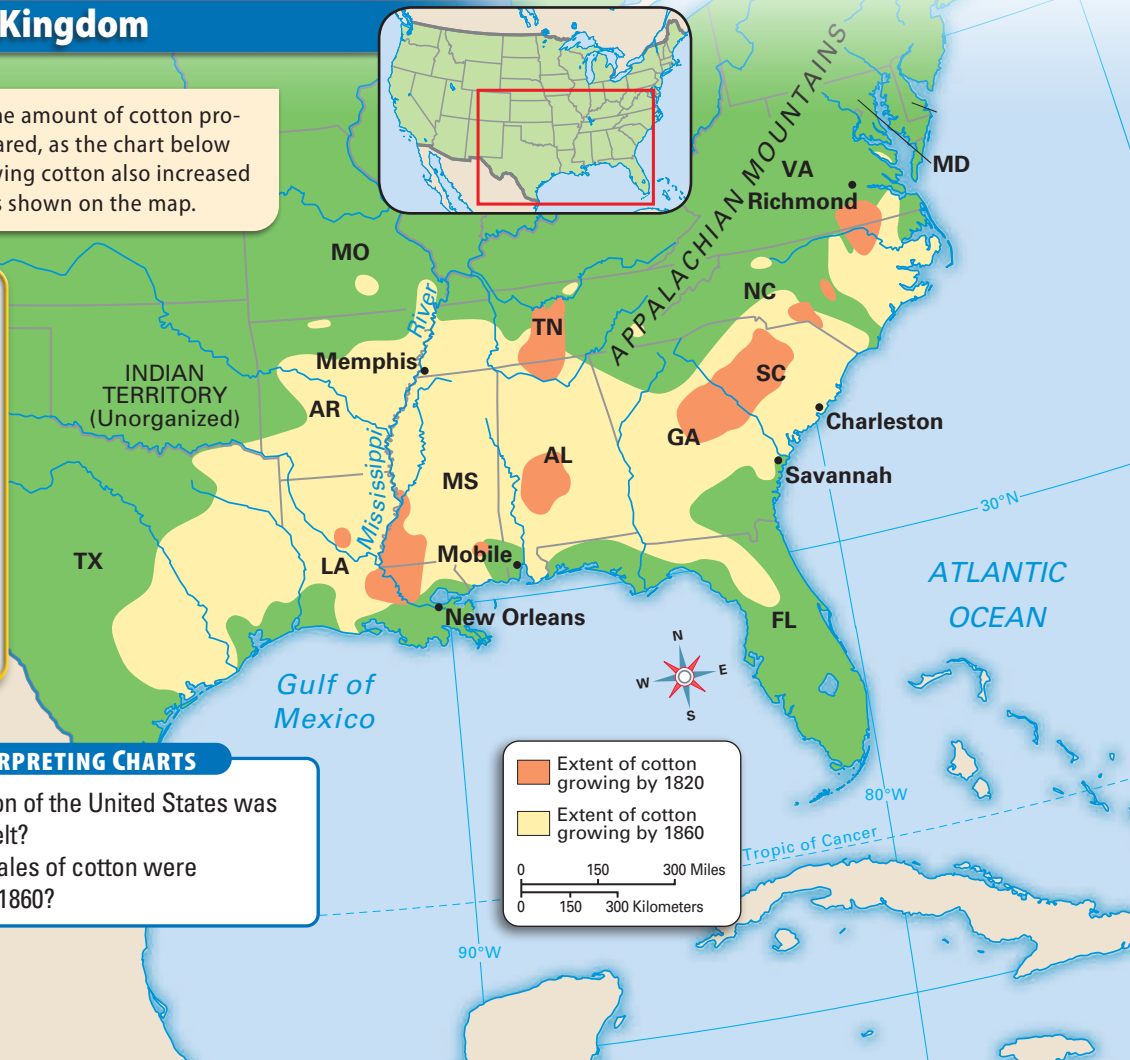 Kingdom
ne amount of cotton pro-
ared, as the chart below
ving cotton also increased
s shown on the map.
APPALACHIAN MOUNTAINS
VA
MD
Richmond
MO
NC
River
TN
Memphis
INDIAN
TERRITORY
(Unorganized)
AR
SC
Charleston
GA
AL
Mississippi
MS
Savannah
30°N
TX
LA
Mobile
ATLANTIC
OCEAN
New Orleans
FL
N
W
E
S
Gulf of
Mexico
RPRETING CHARTS
on of the United States was
elt?
ales of cotton were
1860?
Extent of cotton
growing by 1820
Extent of cotton
growing by 1860
0 150 300 Miles
0 150 300 Kilometers
80°W
Tropic of Cancer
90°W